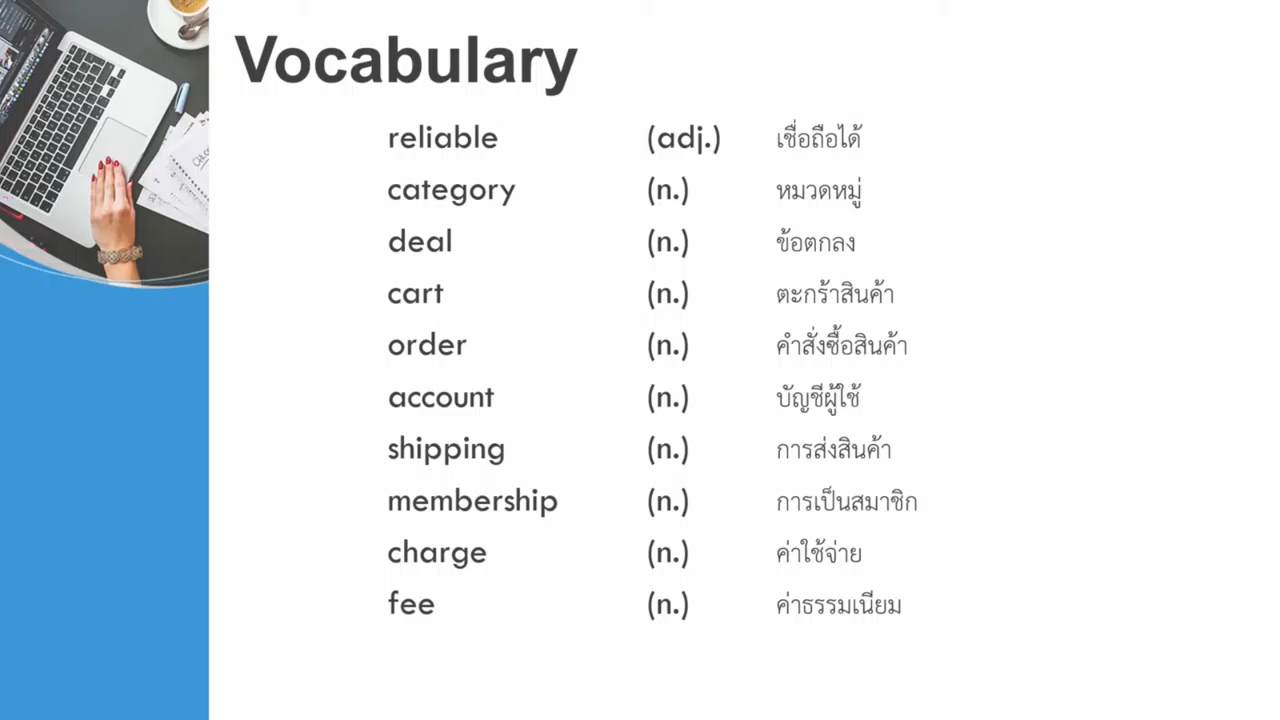 Vocabulary
reliable (adj.) เชื่อถือได้
category (n.) หมวดหมู่
deal (n.) ข้อตกลง
cart (n.) ตะกร้าสินค้า
order (n.) คำสั่งซื้อสินค้า
account (n.) บัญชีผู้ใช้
shipping (n.) การส่งสินค้า
membership (n.) การเป็นสมาชิก
charge (n.) ค่าใช้จ่าย
fee (n.) ค่าธรรมเนียม